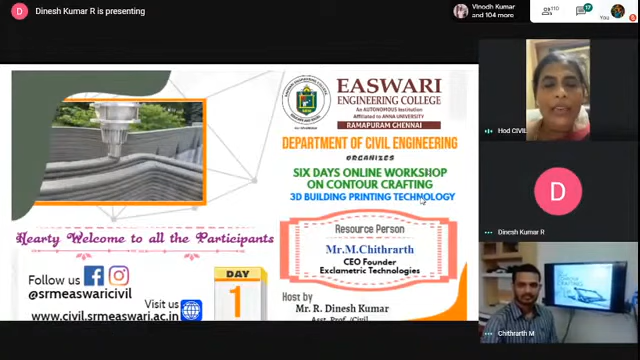 Dinesh Kumar R is presenting
Vinodh Kumar
and 104 more
110
17
You
EASWARI
ENGINEERING COLLEGE
An AUTONOMOUS Institution
Affiliated to ANNA UNIVERSITY
RAMAPURAM CHENNAI
DEPARTMENT OF CIVIL ENGINEERING
ORGANIZES
SIX DAYS ONLINE WORKSHOP
ON CONTOUR CRAFTING
3D BUILDING PRINTING TECHNOLOGY
Hearty Welcome to all the Participants
Resource Person
Mr.M.Chithrarth
CEO Founder
Exclametric Technologies
Follow us
@srmeaswaricivil
Visit us
www.civil.srmeaswari.ac.in
DAY
1
Host by
Mr. R. Dinesh Kumar
Asst. Prof /Civil
Hod CIVIL
D
Dinesh Kumar R
CRAFTING
Chithrarth M